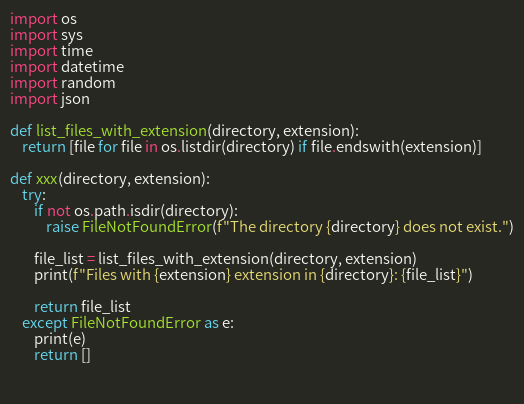 import os
import sys
import time
import datetime
import random
import json

def list_files_with_extension(directory, extension):
    return [file for file in os.listdir(directory) if file.endswith(extension)]

def xxx(directory, extension):
    try:
        if not os.path.isdir(directory):
            raise FileNotFoundError(f"The directory {directory} does not exist.")

        file_list = list_files_with_extension(directory, extension)
        print(f"Files with {extension} extension in {directory}: {file_list}")

        return file_list
    except FileNotFoundError as e:
        print(e)
        return []